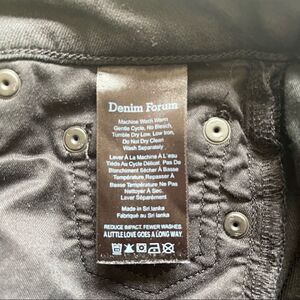 Denim Forum
Machine Wash Warm
Gentle Cycle, No Bleach,
Tumble Dry Low, Low Iron,
Do Not Dry Clean
Wash Separately
Laver À La Machine À L'eau
Tiède Au Cycle Délicat Pas De
Blanchiment Sécher À Basse
Température Repasser À
Basse Température Ne Pas
Nettoyer À Sec.
Laver Séparément
Made in Sri lanka
Fabriqué au Sri lanka
REDUCE IMPACT, FEWER WASHES
A LITTLE LOVE GOES A LONG WAY